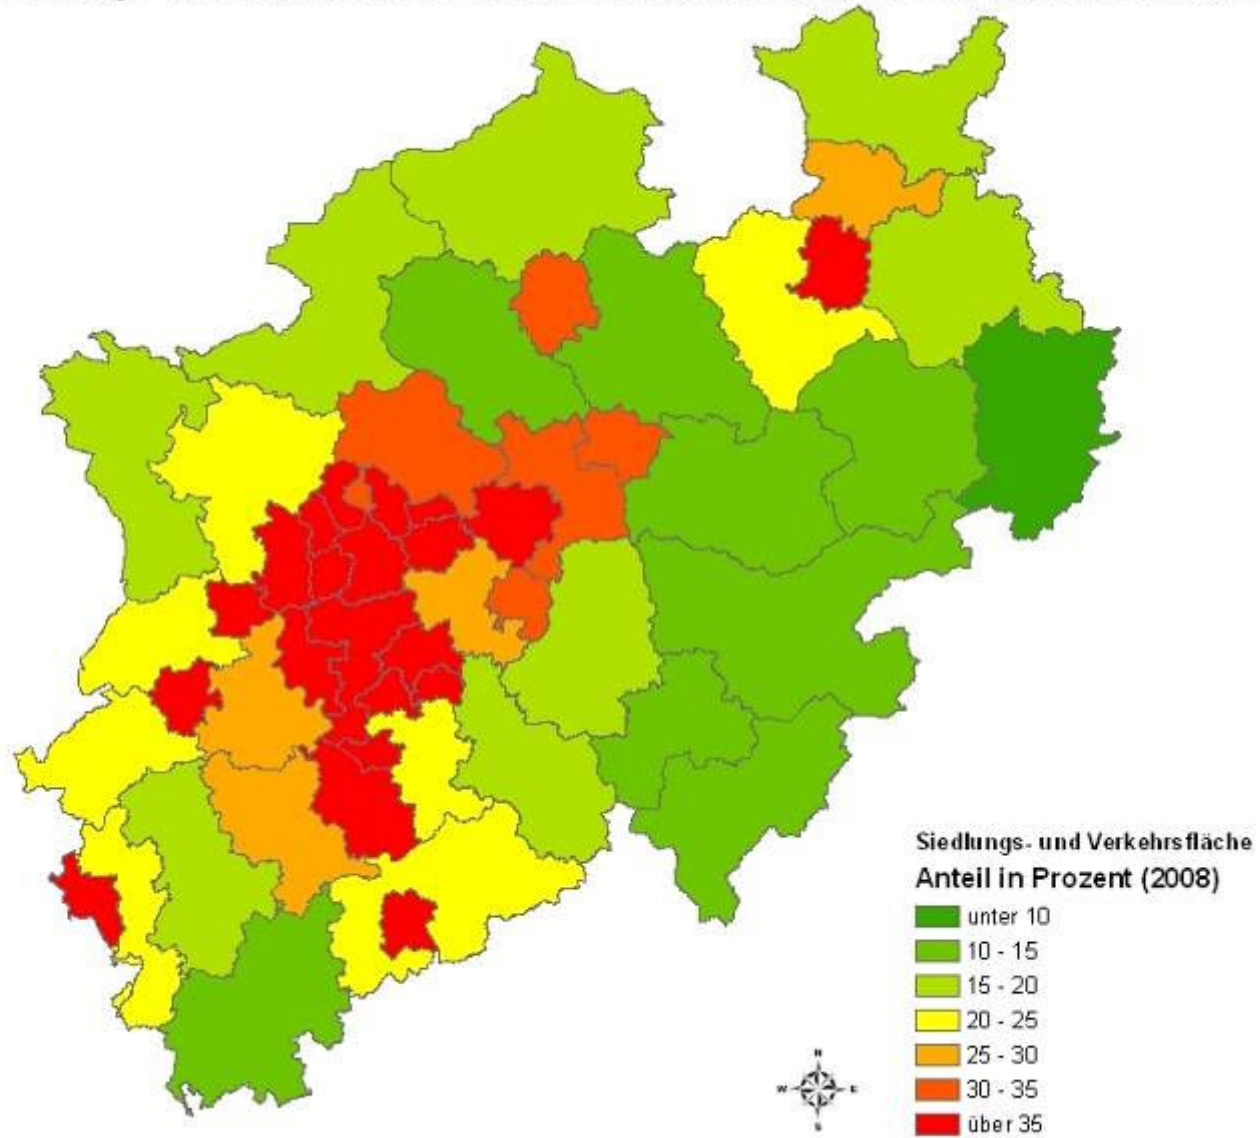 Siedlungs- und Verkehrsfläche
Anteil in Prozent (2008)
unter 10
10 - 15
15 - 20
20 - 25
25 - 30
30 - 35
über 35
N
W E
S